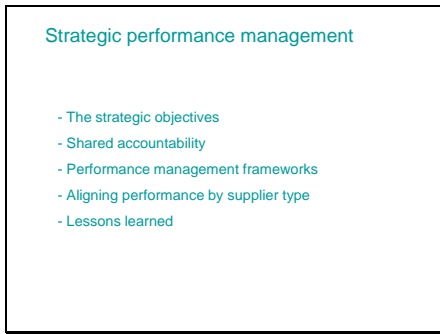 Strategic performance management
- The strategic objectives
- Shared accountability
- Performance management frameworks
- Aligning performance by supplier type
- Lessons learned